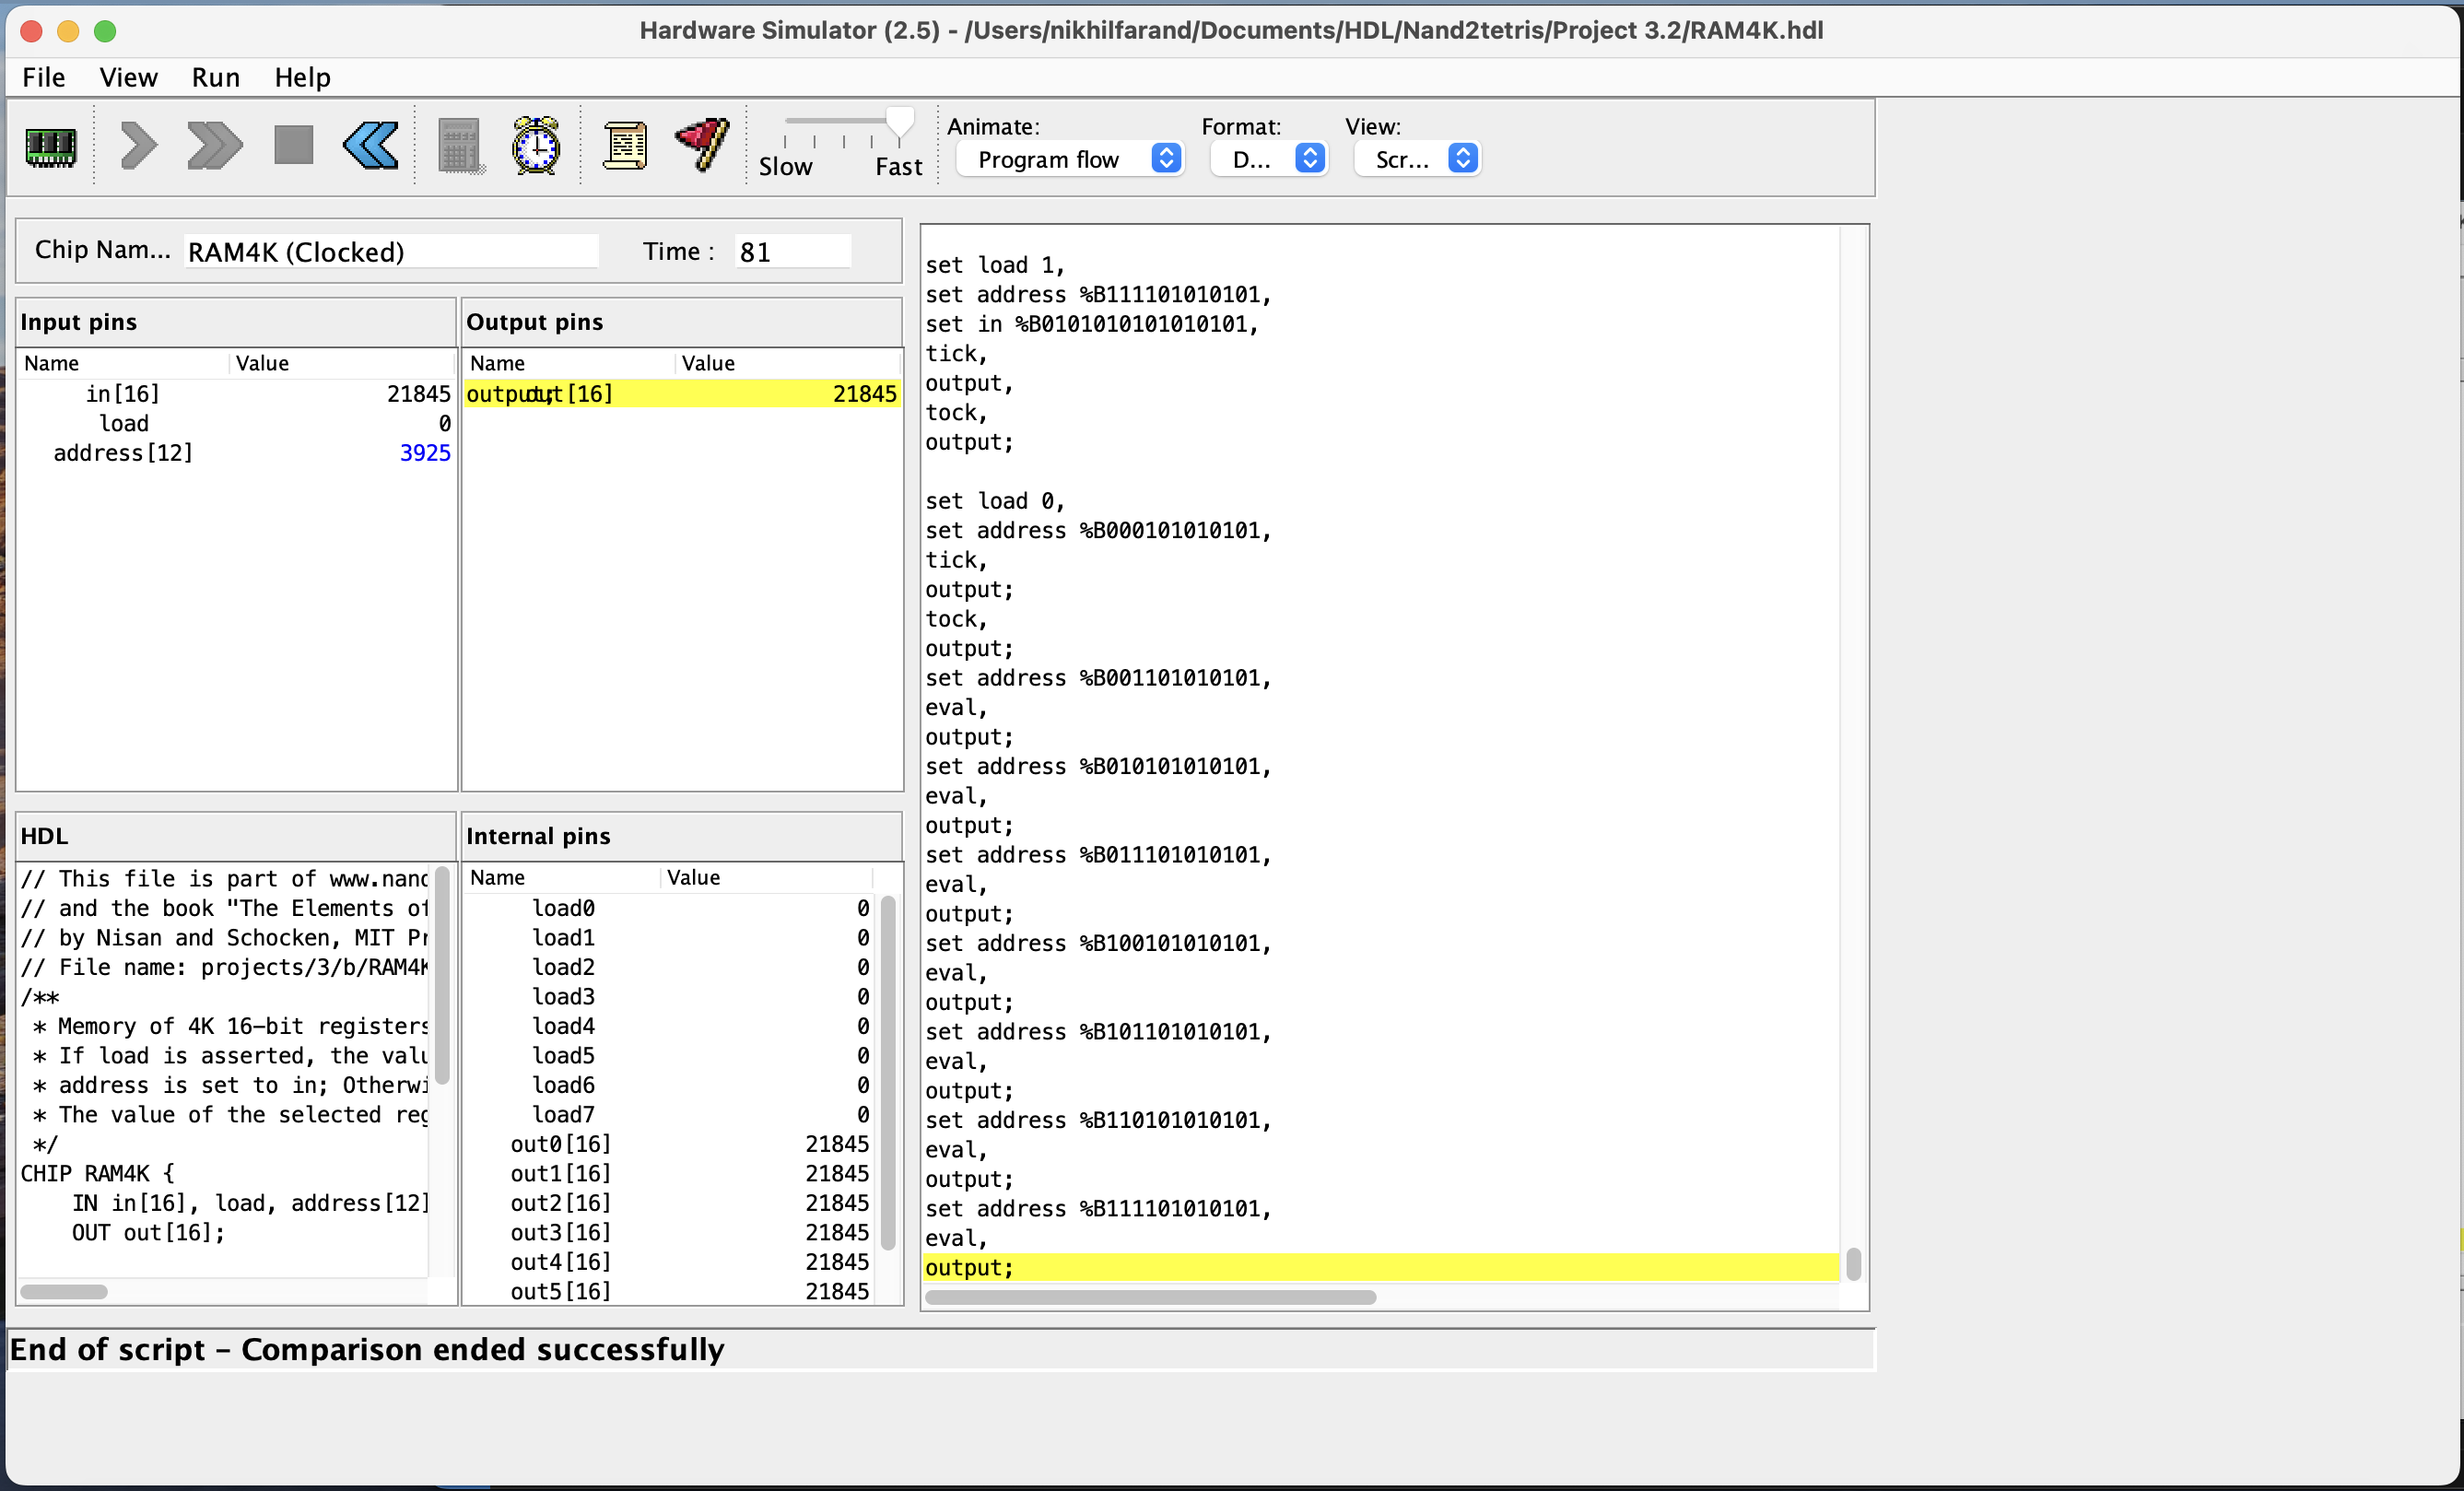 Hardware Simulator (2.5) - /Users/nikhilfarand/Documents/HDL/Nand2tetris/Project 3.2/RAM4K.hdl
File View Run Help
Slow Fast
Animate: Format: View:
Program flow D... Scr...
Chip Nam... RAM4K (Clocked) Time : 81
Input pins
Name Value
in[16] 21845
load 0
address[12] 3925
Output pins
Name Value
output; out[16] 21845
HDL
// This file is part of www.nand
// and the book "The Elements of
// by Nisan and Schocken, MIT Pr
// File name: projects/3/b/RAM4K
/**
* Memory of 4K 16-bit registers
* If load is asserted, the valu
* address is set to in; Otherwi
* The value of the selected reg
*/
CHIP RAM4K {
IN in[16], load, address[12]
OUT out[16];
Internal pins
Name Value
load0 0
load1 0
load2 0
load3 0
load4 0
load5 0
load6 0
load7 0
out0[16] 21845
out1[16] 21845
out2[16] 21845
out3[16] 21845
out4[16] 21845
out5[16] 21845
set load 1,
set address %B111101010101,
set in %B0101010101010101,
tick,
output,
tock,
output;
set load 0,
set address %B000101010101,
tick,
output;
tock,
output;
set address %B001101010101,
eval,
output;
set address %B010101010101,
eval,
output;
set address %B011101010101,
eval,
output;
set address %B100101010101,
eval,
output;
set address %B101101010101,
eval,
output;
set address %B110101010101,
eval,
output;
set address %B111101010101,
eval,
output;
End of script - Comparison ended successfully